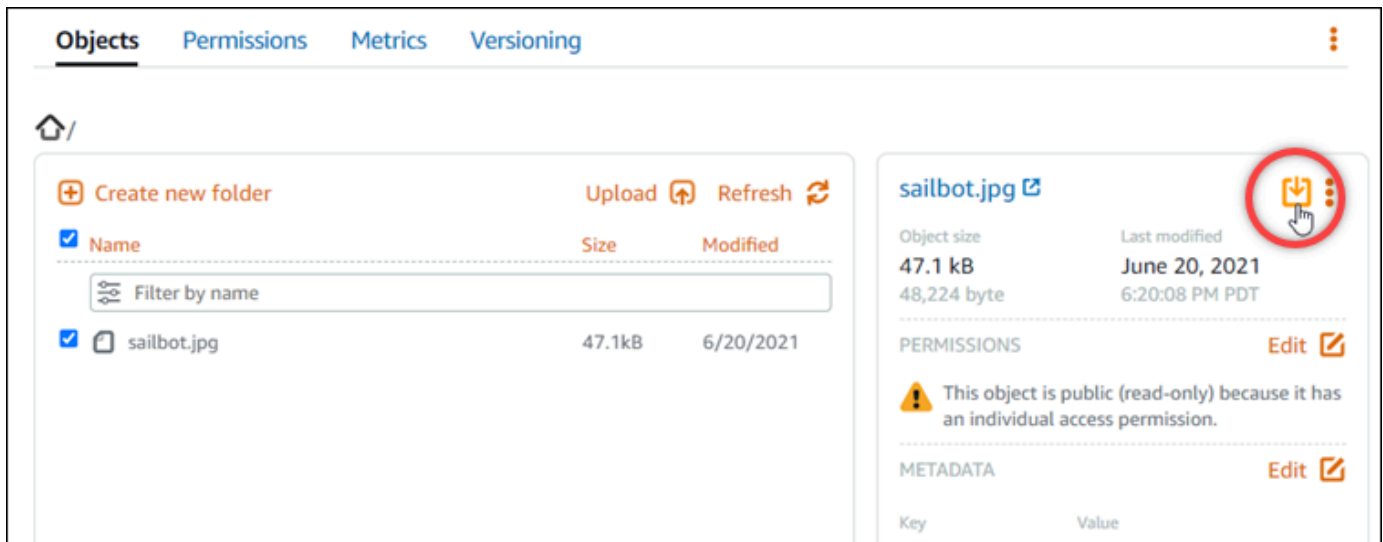 Objects Permissions Metrics Versioning
/
Create new folder Upload Refresh
Name Size Modified
Filter by name
sailbot.jpg 47.1kB 6/20/2021
sailbot.jpg
Object size Last modified
47.1 kB June 20, 2021
48,224 byte 6:20:08 PM PDT
PERMISSIONS Edit
This object is public (read-only) because it has
an individual access permission.
METADATA Edit
Key Value